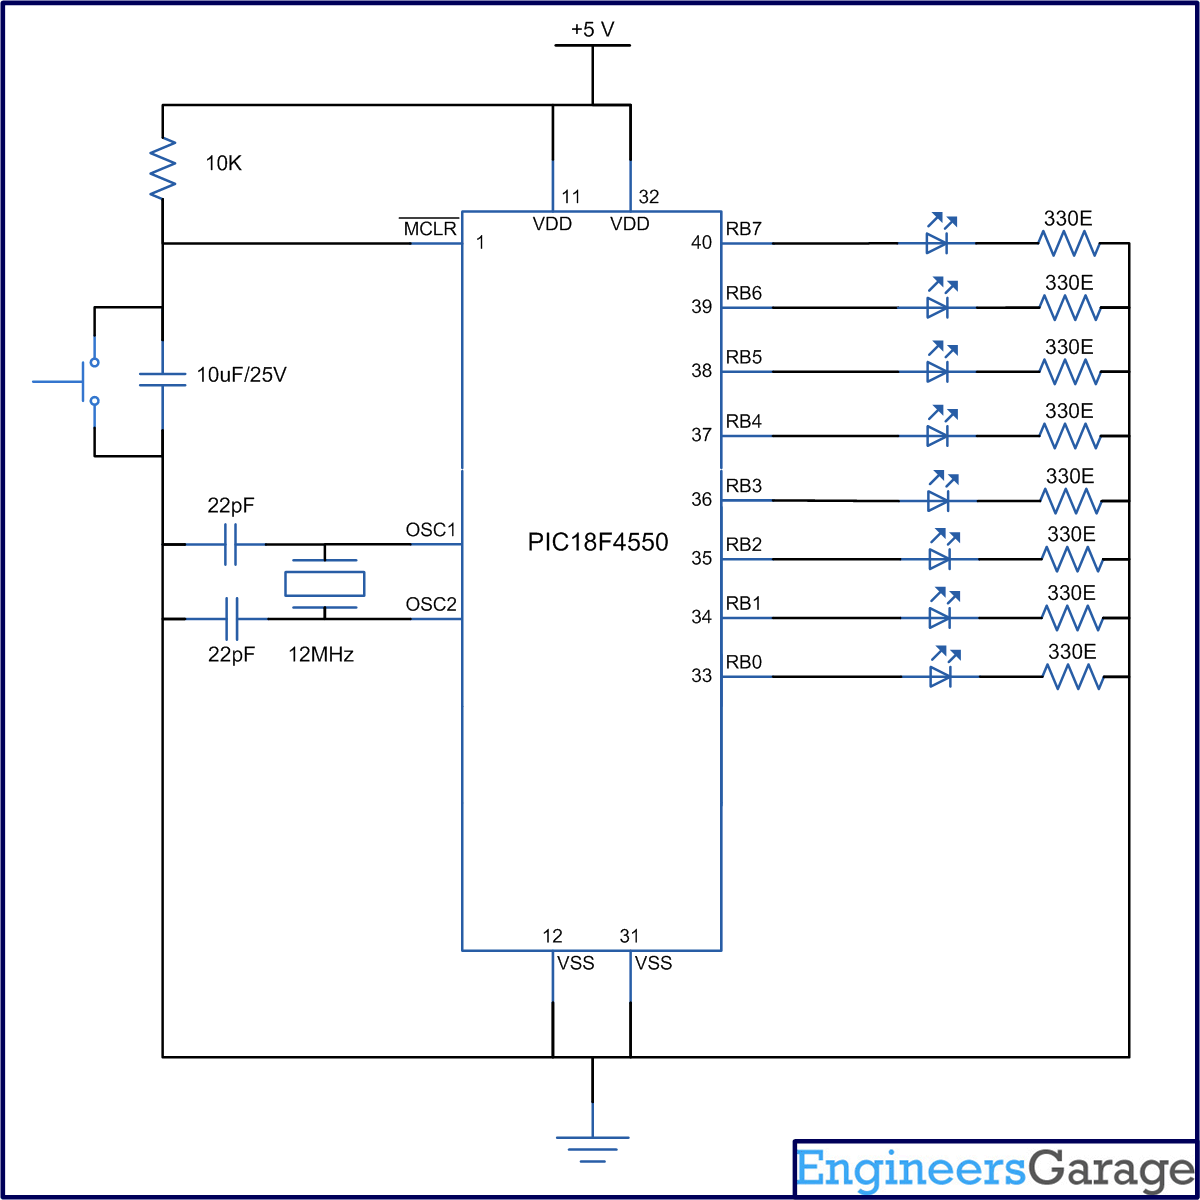 +5 V
10K
11
32
MCLR
VDD
VDD
1
40
RB7
330E
39
RB6
330E
38
RB5
330E
10uF/25V
37
RB4
330E
36
RB3
330E
22pF
OSC1
PIC18F4550
35
RB2
330E
OSC2
34
RB1
330E
22pF
12MHz
33
RB0
330E
12
31
VSS
VSS
EngineersGarage